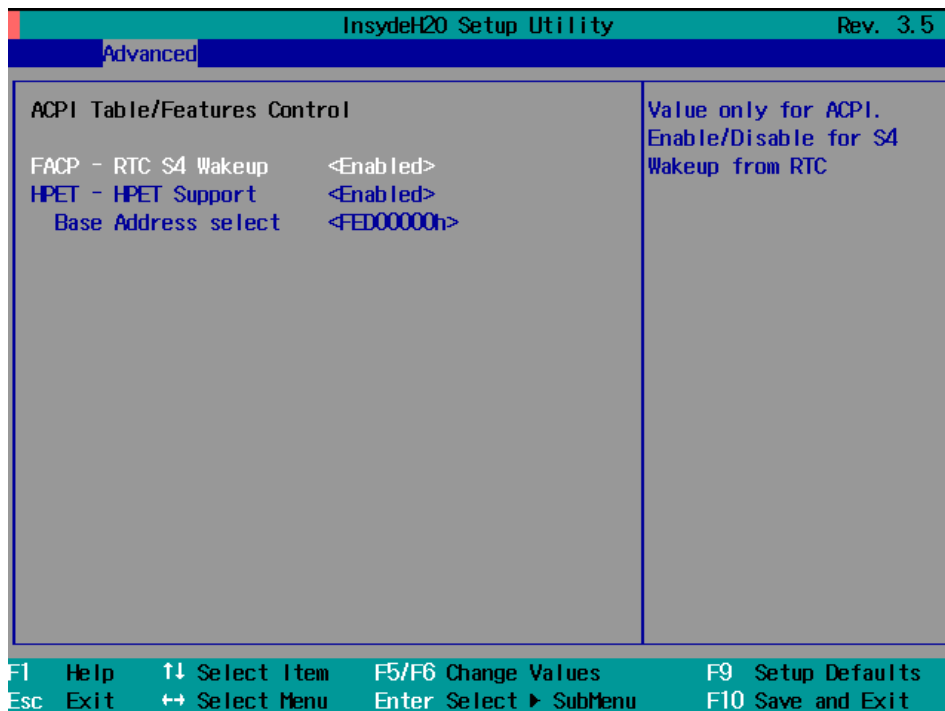 InsydeH2O Setup Utility Rev. 3.5
Advanced
ACPI Table/Features Control
FACP - RTC S4 Wakeup <Enabled>
HPET - HPET Support <Enabled>
Base Address select <FED00000h>
Value only for ACPI.
Enable/Disable for S4
Wakeup from RTC
F1 Help ↑↓ Select Item F5/F6 Change Values F9 Setup Defaults
Esc Exit ↔ Select Menu Enter Select ▶ SubMenu F10 Save and Exit